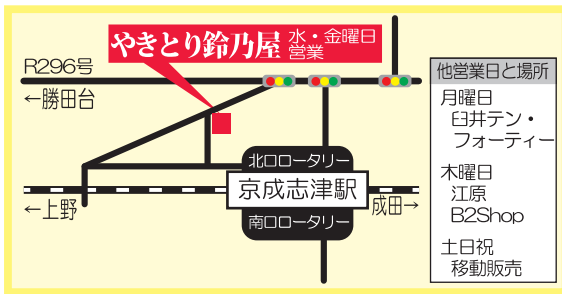 やきとり鈴乃屋
水・金曜日
営業
R296号
←勝田台
北口ロータリー
京成志津駅
南口ロータリー
←上野
成田→
他営業日と場所
月曜日
臼井テン・
フォーティー
木曜日
江原
B2Shop
土日祝
移動販売